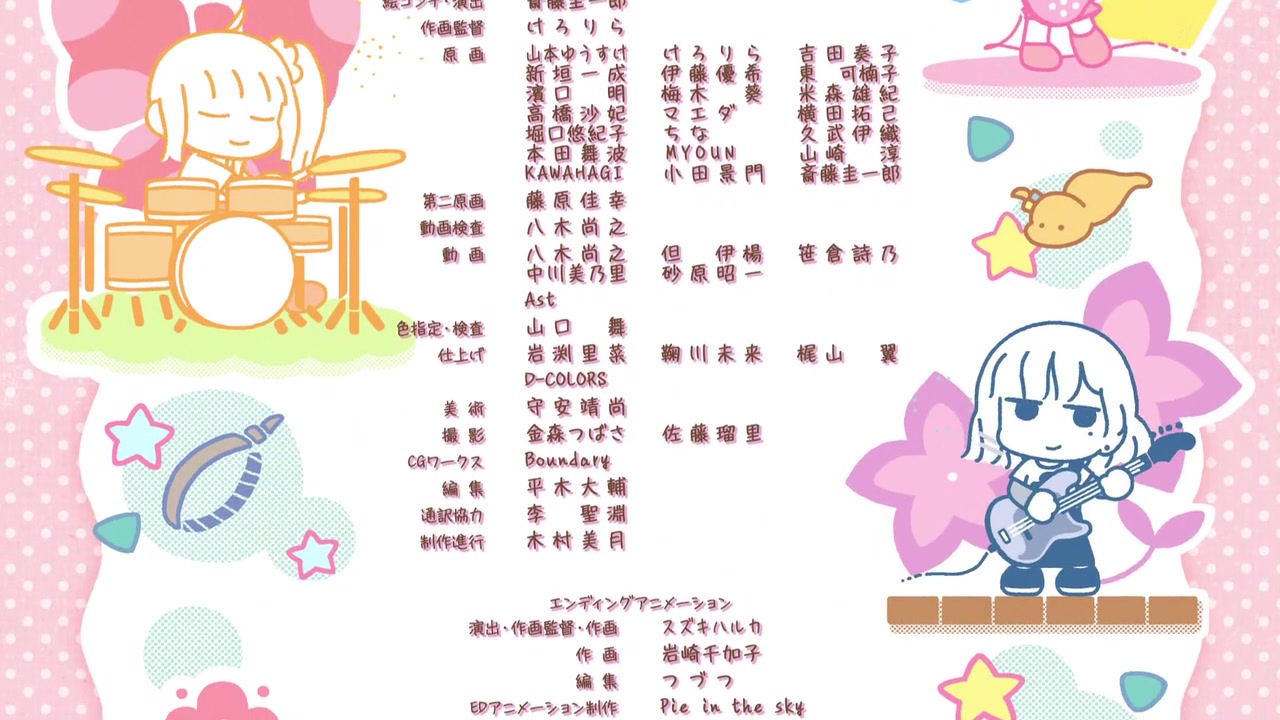 絵コンテ・演出 斎藤圭一郎
作画監督 けろりら
原画 山本ゆうすけ けろりら 吉田奏子
新垣一成 伊藤優希 東 可楠子
濱口 明 梅木 葵 米森雄紀
高橋沙妃 マエダ 横田拓己
堀口悠紀子 ちな 久武伊織
本田舞波 MYOUN 山崎 淳
KAWAHAGI 小田景門 斎藤圭一郎
第二原画 藤原佳幸
動画検査 八木尚之
動画 八木尚之 但 伊楊 笹倉詩乃
中川美乃里 砂原昭一
Ast
色指定・検査 山口 舞
仕上げ 岩渕里菜 鞠川未来 梶山 翼
D-COLORS
美術 守安靖尚
撮影 金森つばさ 佐藤瑠里
CGワークス Boundary
編集 平木大輔
通訳協力 李 聖淵
制作進行 木村美月
エンディングアニメーション
演出・作画監督・作画 スズキハルカ
作画 岩崎千加子
編集 つづつ
EDアニメーション制作 Pie in the sky